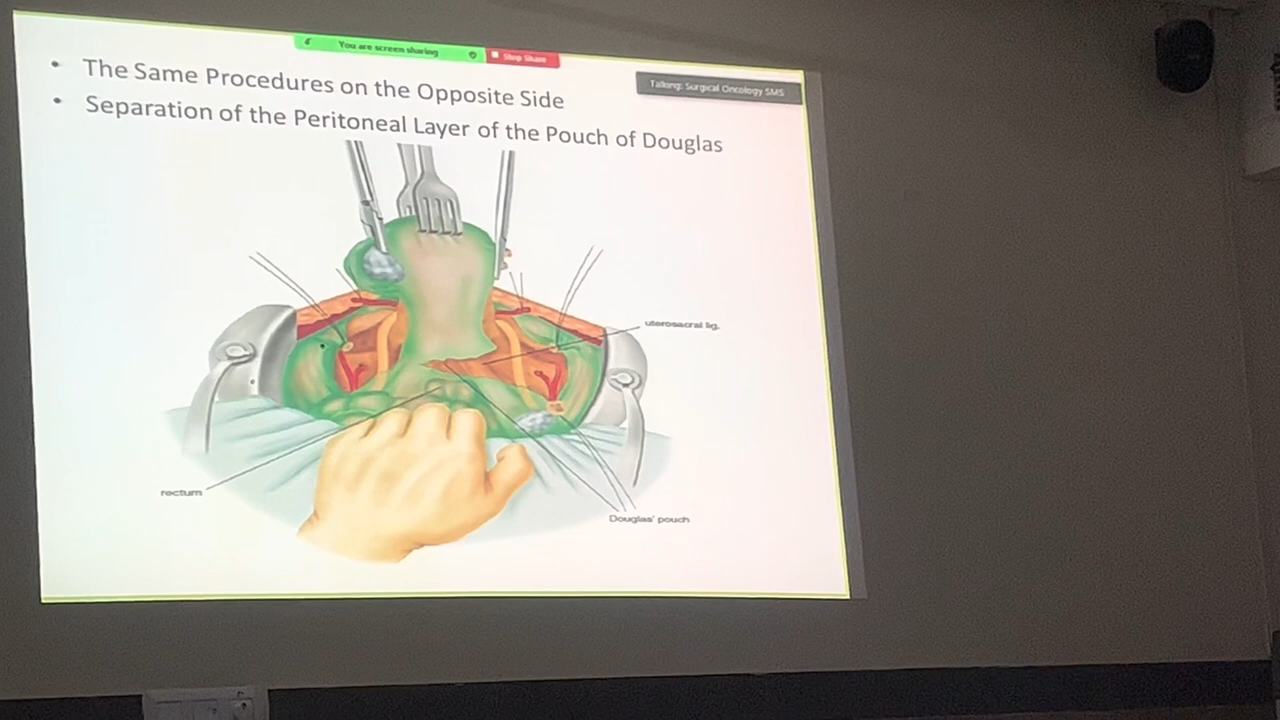 You are screen sharing
Stop Share
Talking: Surgical Oncology SMS
• The Same Procedures on the Opposite Side
• Separation of the Peritoneal Layer of the Pouch of Douglas
uterosacral lig.
rectum
Douglas' pouch